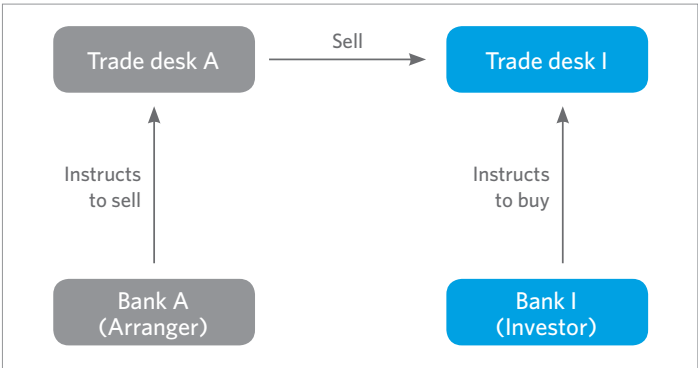 Trade desk A
Sell
Trade desk I
Instructs
to sell
Instructs
to buy
Bank A
(Arranger)
Bank I
(Investor)